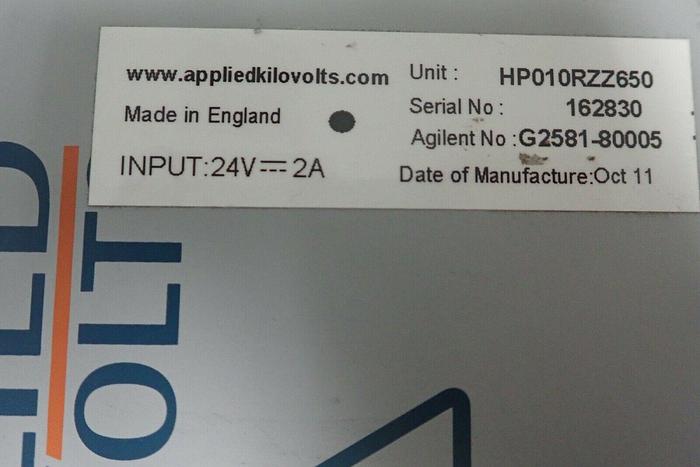 www.appliedkilovolts.com
Made in England
INPUT:24V⎓2A
Unit : HP010RZZ650
Serial No : 162830
Agilent No :G2581-80005
Date of Manufacture:Oct 11